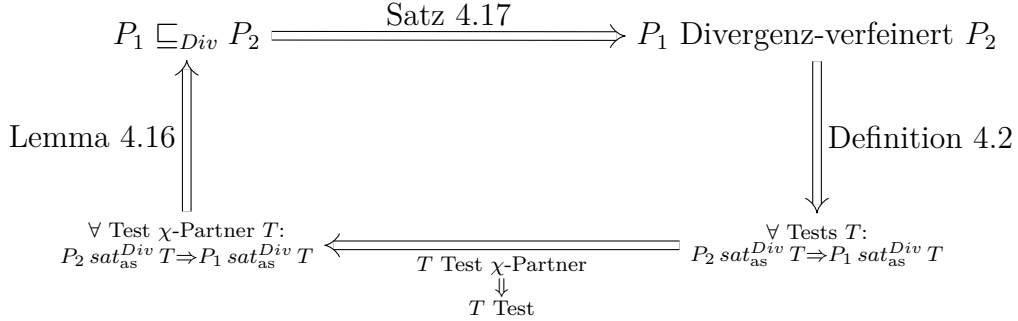 Satz 4.17
P₁ ⊑_Div P₂ ⟹ P₁ Divergenz-verfeinert P₂
Lemma 4.16
Definition 4.2
∀ Test χ-Partner T:
P₂ sat_as^Div T⇒P₁ sat_as^Div T
∀ Tests T:
P₂ sat_as^Div T⇒P₁ sat_as^Div T
T Test χ-Partner
⇓
T Test